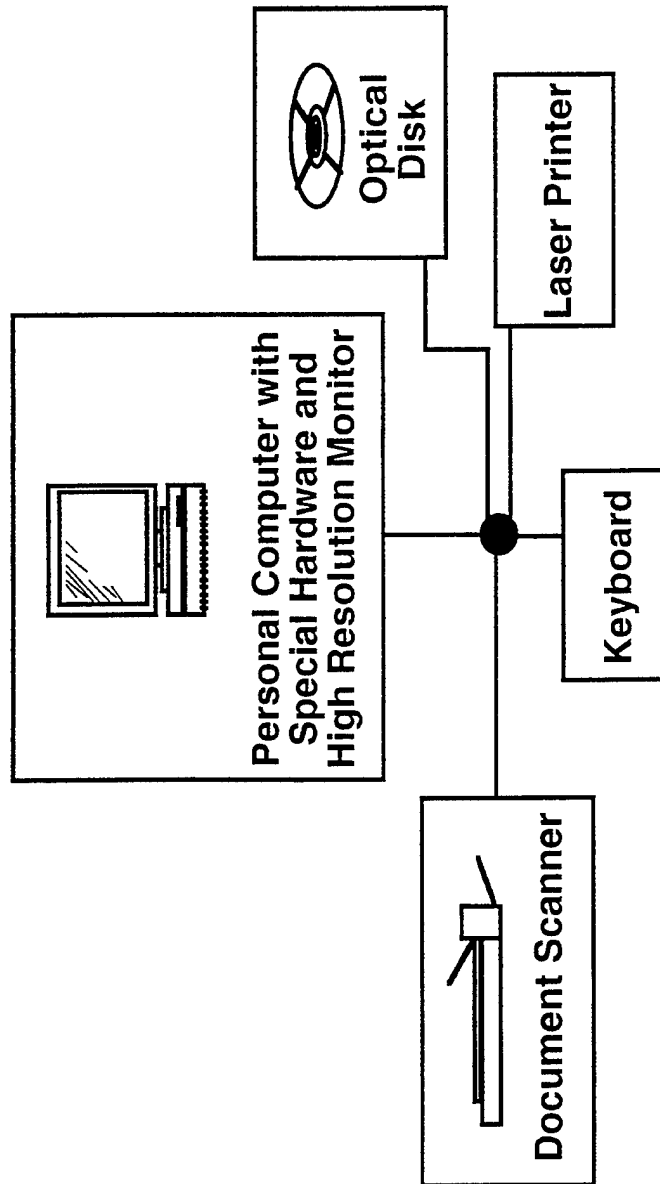 Personal Computer with
Special Hardware and
High Resolution Monitor
Optical
Disk
Document Scanner
Keyboard
Laser Printer